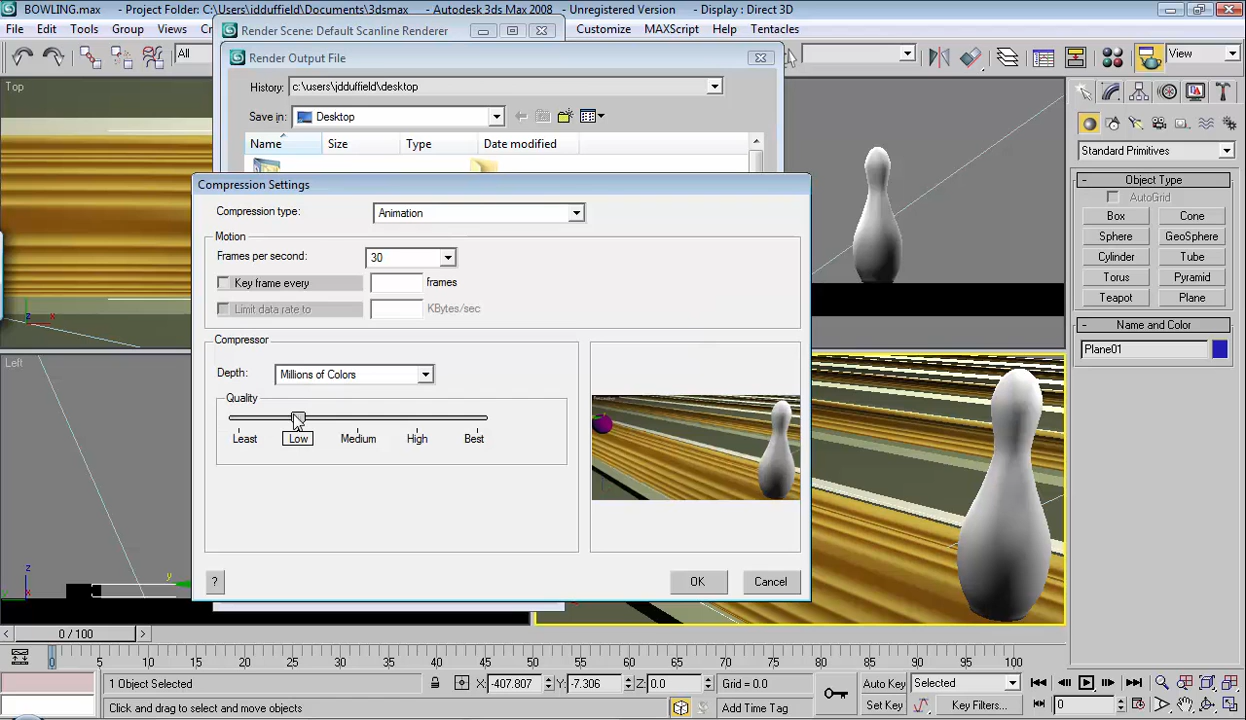 BOWLING.max - Project Folder: C:\Users\idduffield\Documents\3dsmax - Autodesk 3ds Max 2008 - Unregistered Version - Display : Direct 3D
File Edit Tools Group Views Customize MAXScript Help Tentacles
Render Scene: Default Scanline Renderer
All View
Render Output File
History: c:\users\jdduffield\desktop
Save in: Desktop
Name Size Type Date modified
Top
Compression Settings
Compression type: Animation
Motion
Frames per second: 30
Key frame every frames
Limit data rate to KBytes/sec
Compressor
Depth: Millions of Colors
Quality
Least Low Medium High Best
? OK Cancel
Left
z
x
z
y
Standard Primitives
- Object Type
AutoGrid
Box Cone
Sphere GeoSphere
Cylinder Tube
Torus Pyramid
Teapot Plane
- Name and Color
Plane01
< 0 / 100 >
0 5 10 15 20 25 30 35 40 45 50 55 60 65 70 75 80 85 90 95 100
1 Object Selected X: -407.807 Y: -7.306 Z: 0.0 Grid = 0.0 Auto Key Selected
Click and drag to select and move objects Add Time Tag Set Key Key Filters... 0